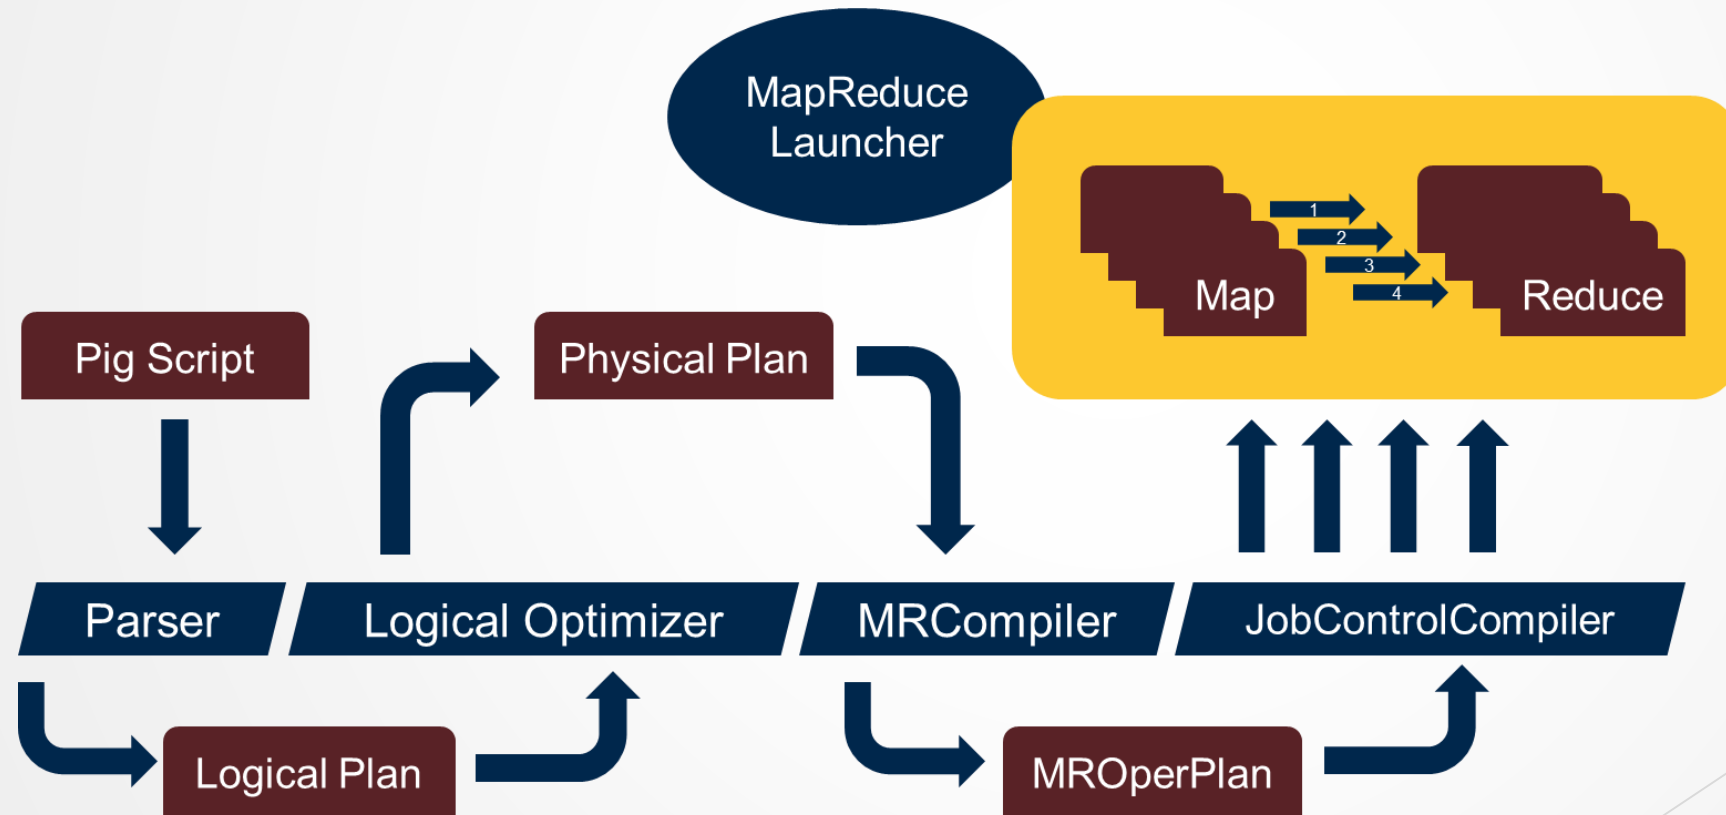 MapReduce
Launcher
1
2
3
4
Map
Reduce
Pig Script
Physical Plan
Parser
Logical Optimizer
MRCompiler
JobControlCompiler
Logical Plan
MROperPlan